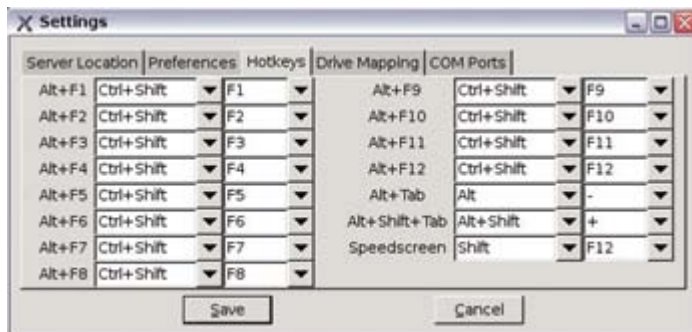 Settings
Server Location Preferences Hotkeys Drive Mapping COM Ports
Alt+F1 Ctrl+Shift F1 Alt+F9 Ctrl+Shift F9
Alt+F2 Ctrl+Shift F2 Alt+F10 Ctrl+Shift F10
Alt+F3 Ctrl+Shift F3 Alt+F11 Ctrl+Shift F11
Alt+F4 Ctrl+Shift F4 Alt+F12 Ctrl+Shift F12
Alt+F5 Ctrl+Shift F5 Alt+Tab Alt -
Alt+F6 Ctrl+Shift F6 Alt+Shift+Tab Alt+Shift +
Alt+F7 Ctrl+Shift F7 Speedscreen Shift F12
Alt+F8 Ctrl+Shift F8
Save Cancel